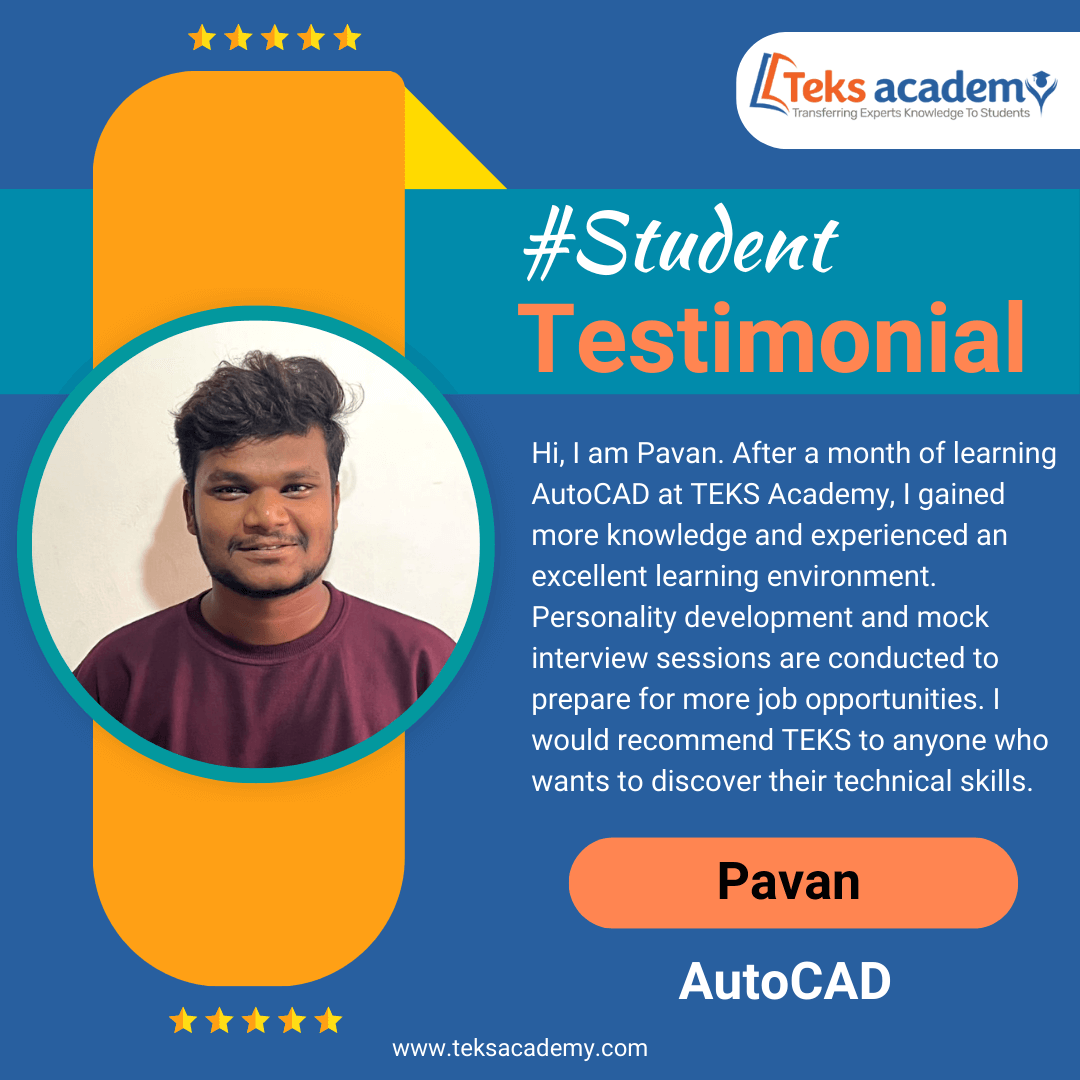 Teks academy
Transferring Experts Knowledge To Students
#Student
Testimonial
Hi, I am Pavan. After a month of learning
AutoCAD at TEKS Academy, I gained
more knowledge and experienced an
excellent learning environment.
Personality development and mock
interview sessions are conducted to
prepare for more job opportunities. I
would recommend TEKS to anyone who
wants to discover their technical skills.
Pavan
AutoCAD
www.teksacademy.com